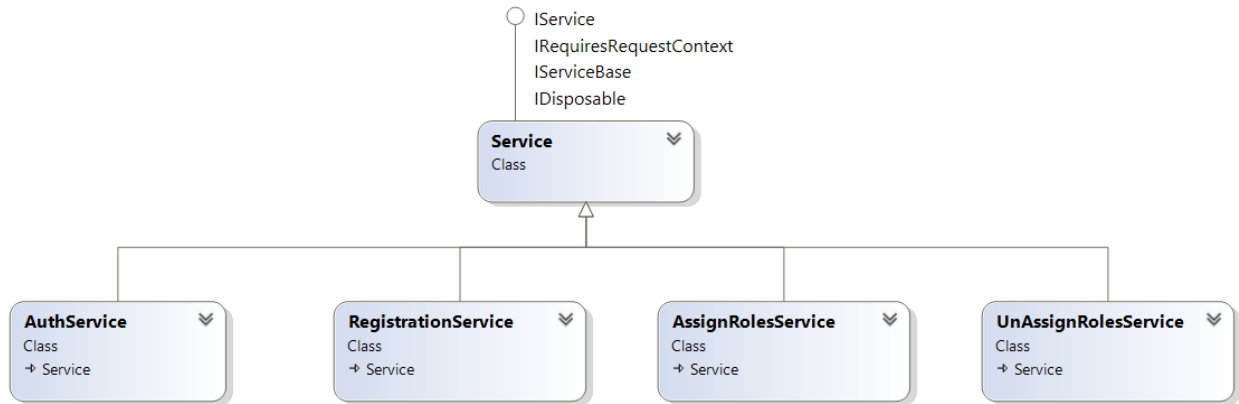 IService
IRequiresRequestContext
IServiceBase
IDisposable
Service
Class
AuthService
Class
Service
RegistrationService
Class
Service
AssignRolesService
Class
Service
UnAssignRolesService
Class
Service